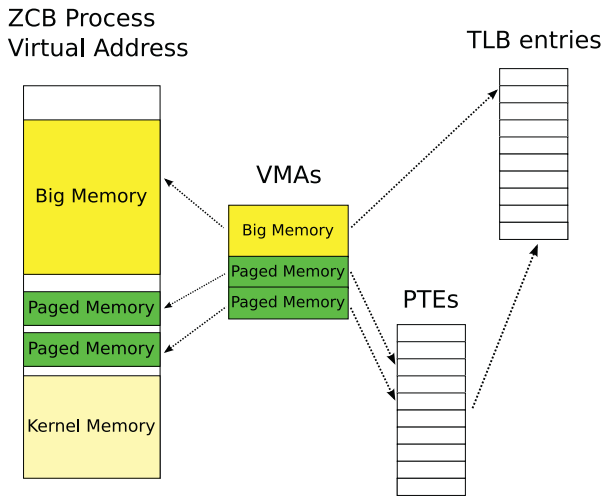 ZCB Process
Virtual Address
TLB entries
VMAs
Big Memory
Big Memory
Paged Memory
Paged Memory
PTEs
Paged Memory
Paged Memory
Kernel Memory